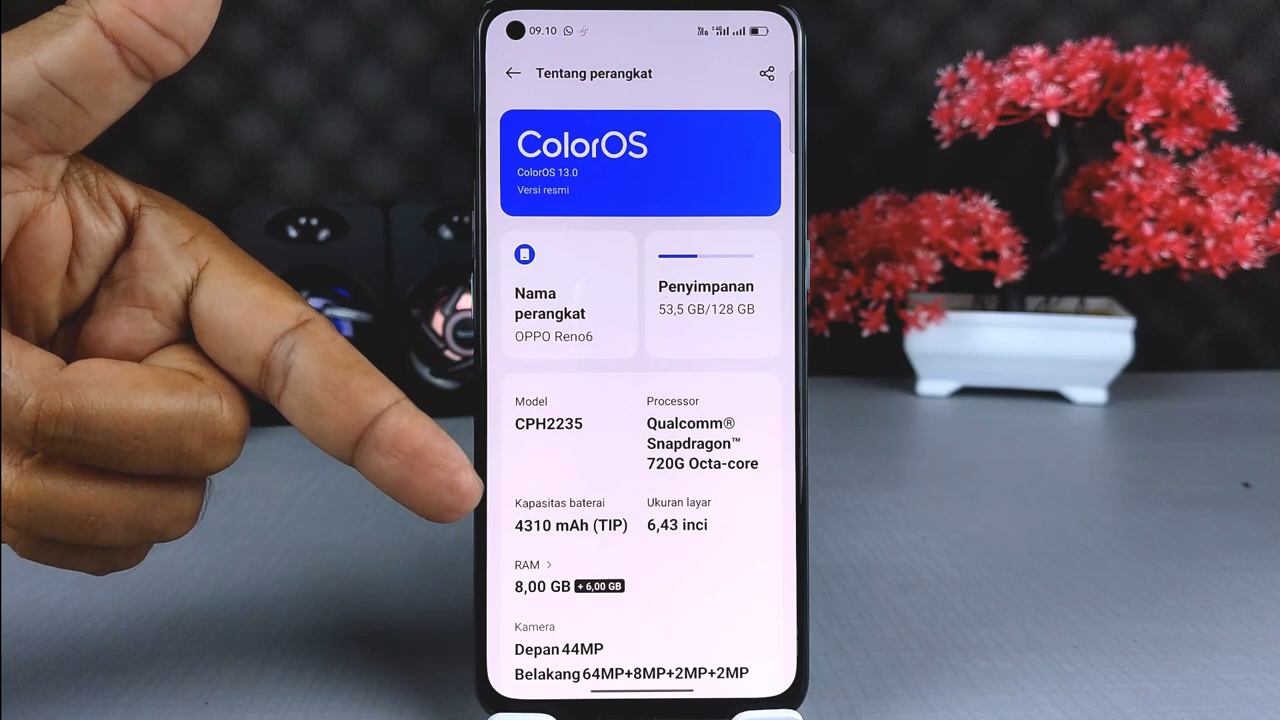 09.10
Tentang perangkat
ColorOS
ColorOS 13.0
Versi resmi
Nama
perangkat
OPPO Reno6
Penyimpanan
53,5 GB/128 GB
Model
CPH2235
Processor
Qualcomm®
Snapdragon™
720G Octa-core
Kapasitas baterai
4310 mAh (TIP)
Ukuran layar
6,43 inci
RAM >
8,00 GB + 6,00 GB
Kamera
Depan 44MP
Belakang 64MP+8MP+2MP+2MP